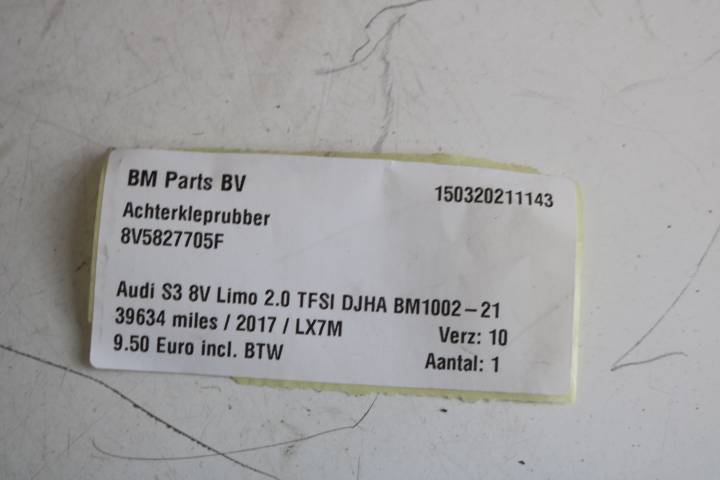 BM Parts BV
150320211143
Achterkleprubber
8V5827705F
Audi S3 8V Limo 2.0 TFSI DJHA BM1002-21
39634 miles / 2017 / LX7M
Verz: 10
9.50 Euro incl. BTW
Aantal: 1